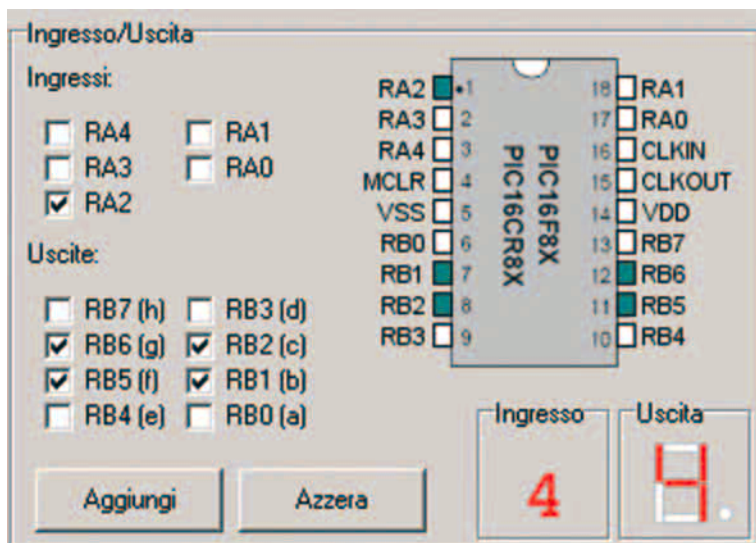 Ingresso/Uscita
Ingressi:
RA4 RA1
RA3 RA0
RA2
Uscite:
RB7 (h) RB3 (d)
RB6 (g) RB2 (c)
RB5 (f) RB1 (b)
RB4 (e) RB0 (a)
Aggiungi Azzera
RA2 1 18 RA1
RA3 2 17 RA0
RA4 3 16 CLKIN
MCLR 4 15 CLKOUT
VSS 5 14 VDD
RB0 6 13 RB7
RB1 7 12 RB6
RB2 8 11 RB5
RB3 9 10 RB4
PIC16F8X
PIC16CR8X
Ingresso
4
Uscita
4